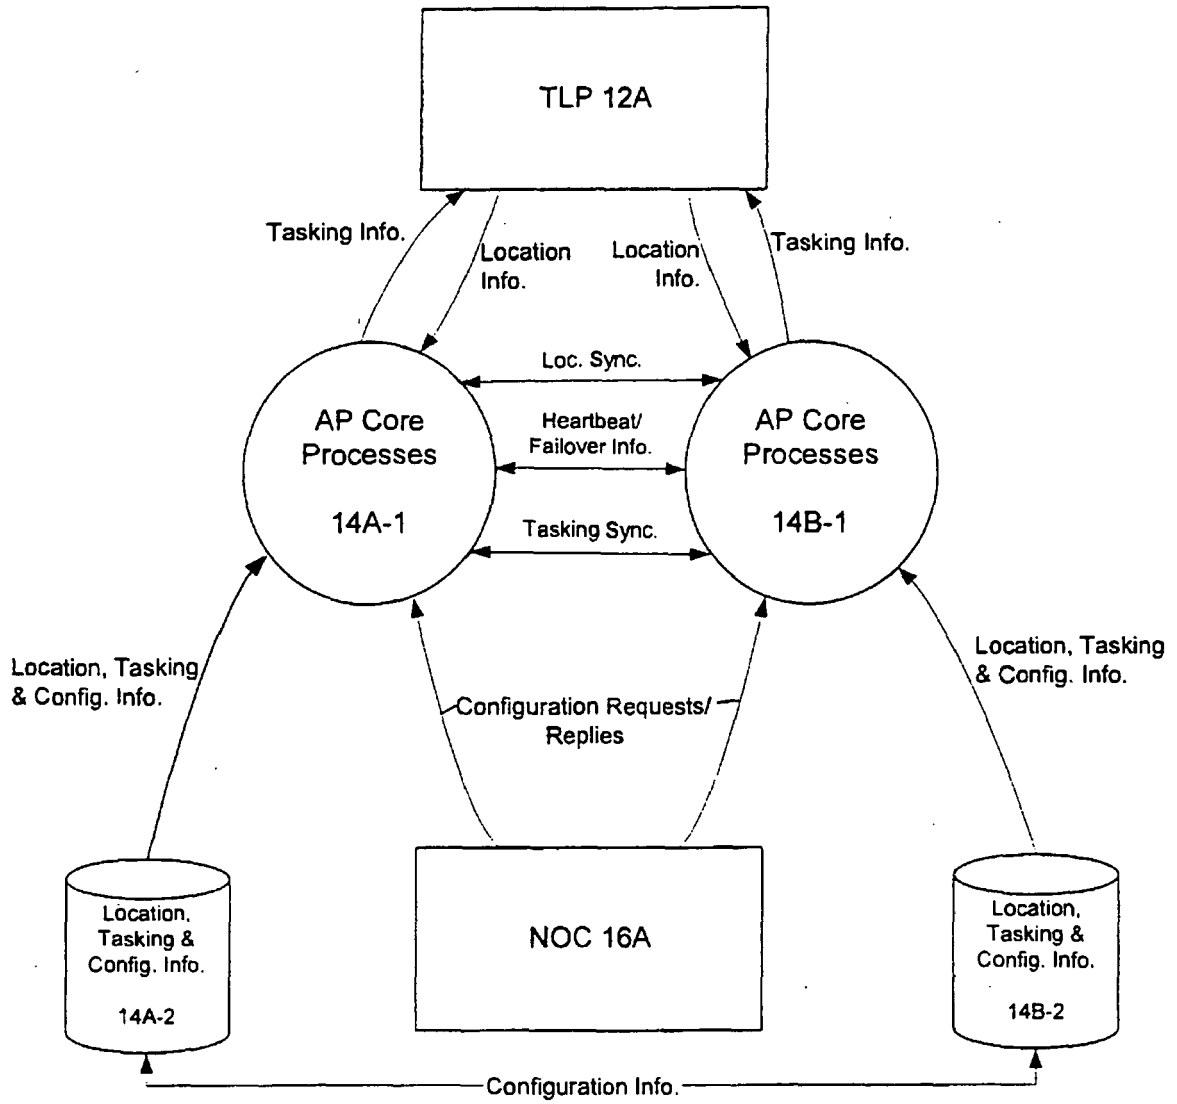 TLP 12A
Tasking Info.
Location
Info.
Location
Info.
Tasking Info.
Loc. Sync.
AP Core
Processes
14A-1
Heartbeat/
Failover Info.
AP Core
Processes
14B-1
Tasking Sync.
Location, Tasking
& Config. Info.
Location, Tasking
& Config. Info.
Configuration Requests/
Replies
Location,
Tasking &
Config. Info.
14A-2
NOC 16A
Location,
Tasking &
Config. Info.
14B-2
Configuration Info.